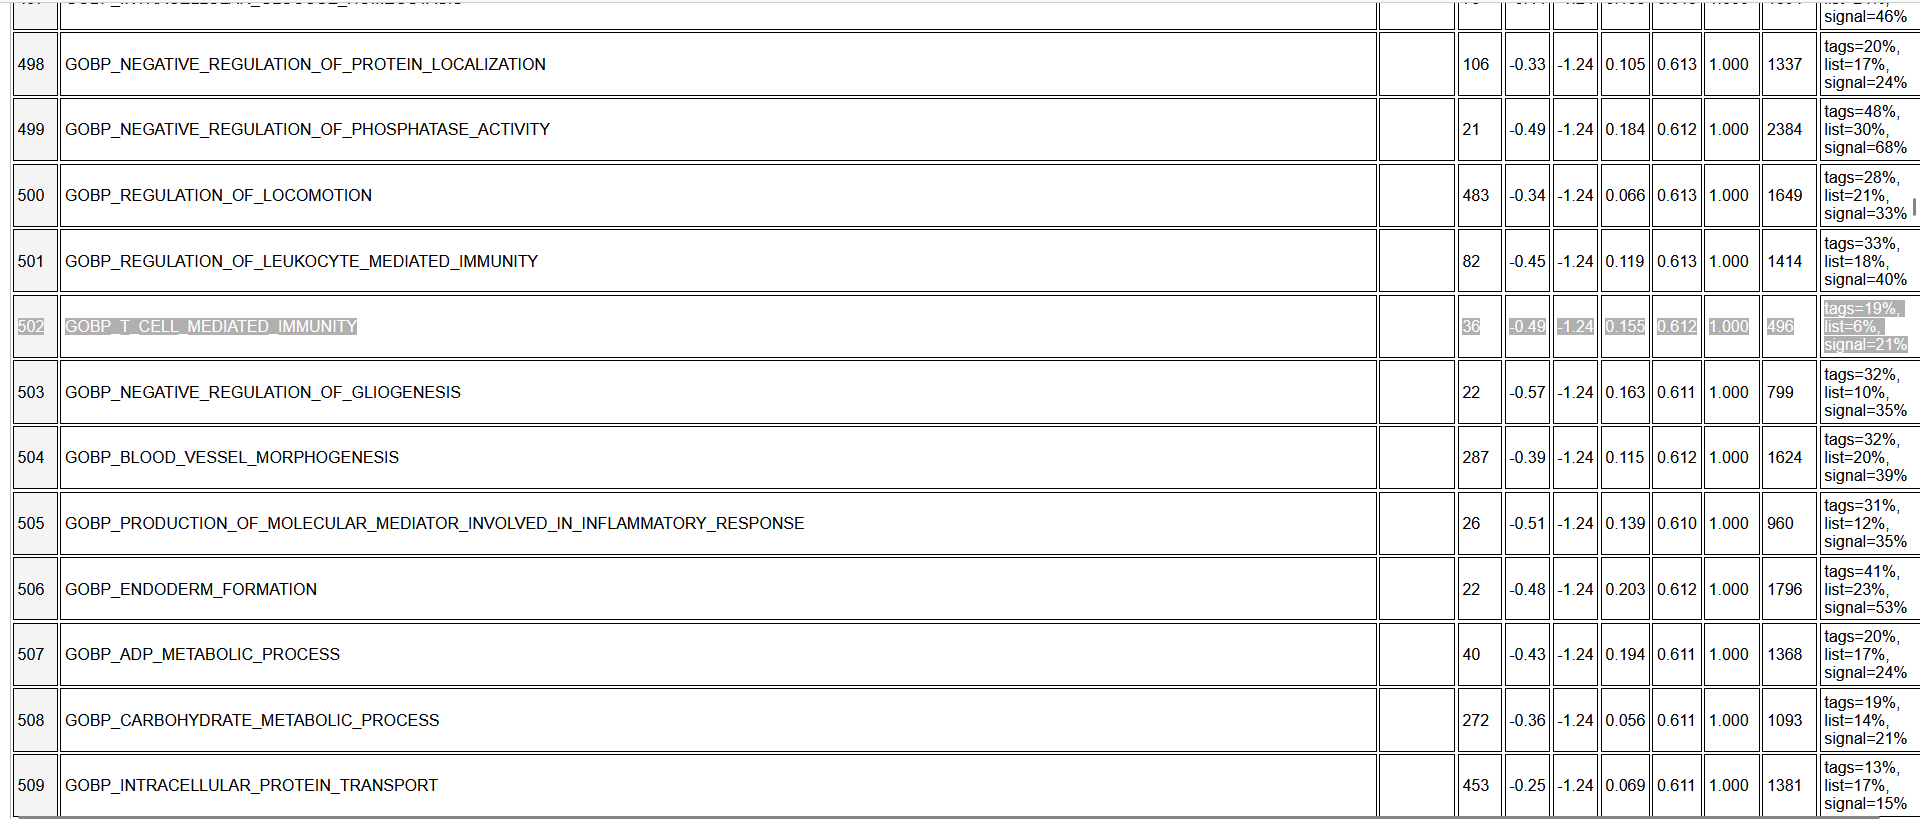 signal=46%
498 GOBP_NEGATIVE_REGULATION_OF_PROTEIN_LOCALIZATION 106 -0.33 -1.24 0.105 0.613 1.000 1337 tags=20%,
list=17%,
signal=24%
499 GOBP_NEGATIVE_REGULATION_OF_PHOSPHATASE_ACTIVITY 21 -0.49 -1.24 0.184 0.612 1.000 2384 tags=48%,
list=30%,
signal=68%
500 GOBP_REGULATION_OF_LOCOMOTION 483 -0.34 -1.24 0.066 0.613 1.000 1649 tags=28%,
list=21%,
signal=33%
501 GOBP_REGULATION_OF_LEUKOCYTE_MEDIATED_IMMUNITY 82 -0.45 -1.24 0.119 0.613 1.000 1414 tags=33%,
list=18%,
signal=40%
502 GOBP_T_CELL_MEDIATED_IMMUNITY 36 -0.49 -1.24 0.155 0.612 1.000 496 tags=19%,
list=6%,
signal=21%
503 GOBP_NEGATIVE_REGULATION_OF_GLIOGENESIS 22 -0.57 -1.24 0.163 0.611 1.000 799 tags=32%,
list=10%,
signal=35%
504 GOBP_BLOOD_VESSEL_MORPHOGENESIS 287 -0.39 -1.24 0.115 0.612 1.000 1624 tags=32%,
list=20%,
signal=39%
505 GOBP_PRODUCTION_OF_MOLECULAR_MEDIATOR_INVOLVED_IN_INFLAMMATORY_RESPONSE 26 -0.51 -1.24 0.139 0.610 1.000 960 tags=31%,
list=12%,
signal=35%
506 GOBP_ENDODERM_FORMATION 22 -0.48 -1.24 0.203 0.612 1.000 1796 tags=41%,
list=23%,
signal=53%
507 GOBP_ADP_METABOLIC_PROCESS 40 -0.43 -1.24 0.194 0.611 1.000 1368 tags=20%,
list=17%,
signal=24%
508 GOBP_CARBOHYDRATE_METABOLIC_PROCESS 272 -0.36 -1.24 0.056 0.611 1.000 1093 tags=19%,
list=14%,
signal=21%
509 GOBP_INTRACELLULAR_PROTEIN_TRANSPORT 453 -0.25 -1.24 0.069 0.611 1.000 1381 tags=13%,
list=17%,
signal=15%